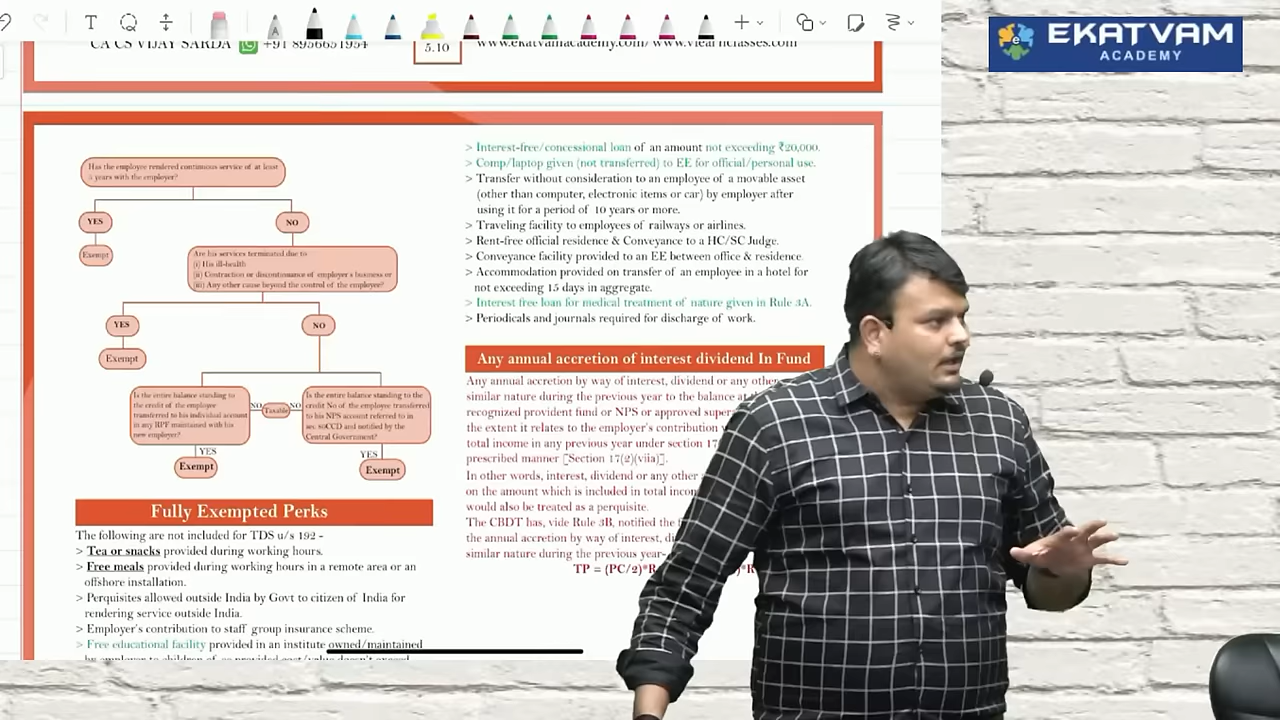 CA CS VIJAY SARDA +91 8956651954
5.10
www.ekatvamacademy.com/ www.vlearnclasses.com
EKATVAM
ACADEMY
Has the employee rendered continuous service of at least
5 years with the employer?
YES
NO
Exempt
Are his services terminated due to
(i) His ill-health
(ii) Contraction or discontinuance of employer's business or
(iii) Any other cause beyond the control of the employee?
YES
NO
Exempt
Is the entire balance standing to
the credit of the employee
transferred to his individual account
in any RPF maintained with his
new employer?
NO
Taxable
NO
Is the entire balance standing to the
credit No of the employee transferred
to his NPS account referred to in
sec 80CCD and notified by the
Central Government?
YES
Exempt
YES
Exempt
Fully Exempted Perks
The following are not included for TDS u/s 192 -
> Tea or snacks provided during working hours.
> Free meals provided during working hours in a remote area or an
offshore installation.
> Perquisites allowed outside India by Govt to citizen of India for
rendering service outside India.
> Employer's contribution to staff group insurance scheme.
> Free educational facility provided in an institute owned/maintained
> Interest-free/concessional loan of an amount not exceeding ₹20,000.
> Comp/laptop given (not transferred) to EE for official/personal use.
> Transfer without consideration to an employee of a movable asset
(other than computer, electronic items or car) by employer after
using it for a period of 10 years or more.
> Traveling facility to employees of railways or airlines.
> Rent-free official residence & Conveyance to a HC/SC Judge.
> Conveyance facility provided to an EE between office & residence.
> Accommodation provided on transfer of an employee in a hotel for
not exceeding 15 days in aggregate.
> Interest free loan for medical treatment of nature given in Rule 3A.
> Periodicals and journals required for discharge of work.
Any annual accretion of interest dividend In Fund
Any annual accretion by way of interest, dividend or any other
similar nature during the previous year to the balance at
recognized provident fund or NPS or approved
the extent it relates to the employer's contribution
total income in any previous year under section 17
prescribed manner [Section 17(2)(viia)].
In other words, interest, dividend or any other
on the amount which is included in total
would also be treated as a perquisite.
The CBDT has, vide Rule 3B, notified the
the annual accretion by way of interest,
similar nature during the previous year-
TP = (PC/2)*R